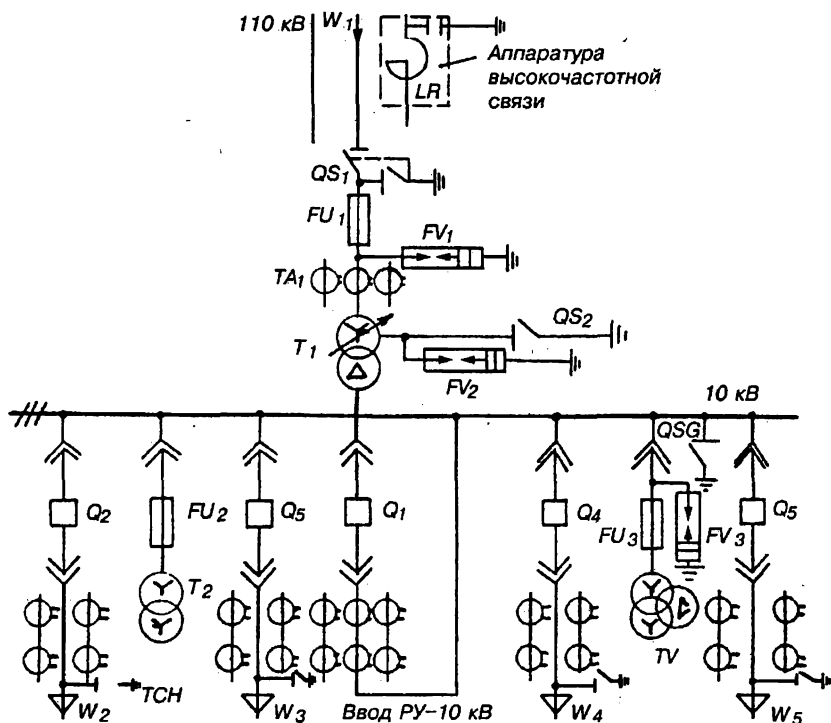 110 кВ
W1
Аппаратура
высокочастотной
связи
LR
QS1
FU1
FV1
TA1
T1
QS2
FV2
10 кВ
QSG
Q2
FU2
Q5
Q1
Q4
FU3
FV3
Q5
T2
TV
ТСН
W2
W3
Ввод РУ-10 кВ
W4
W5